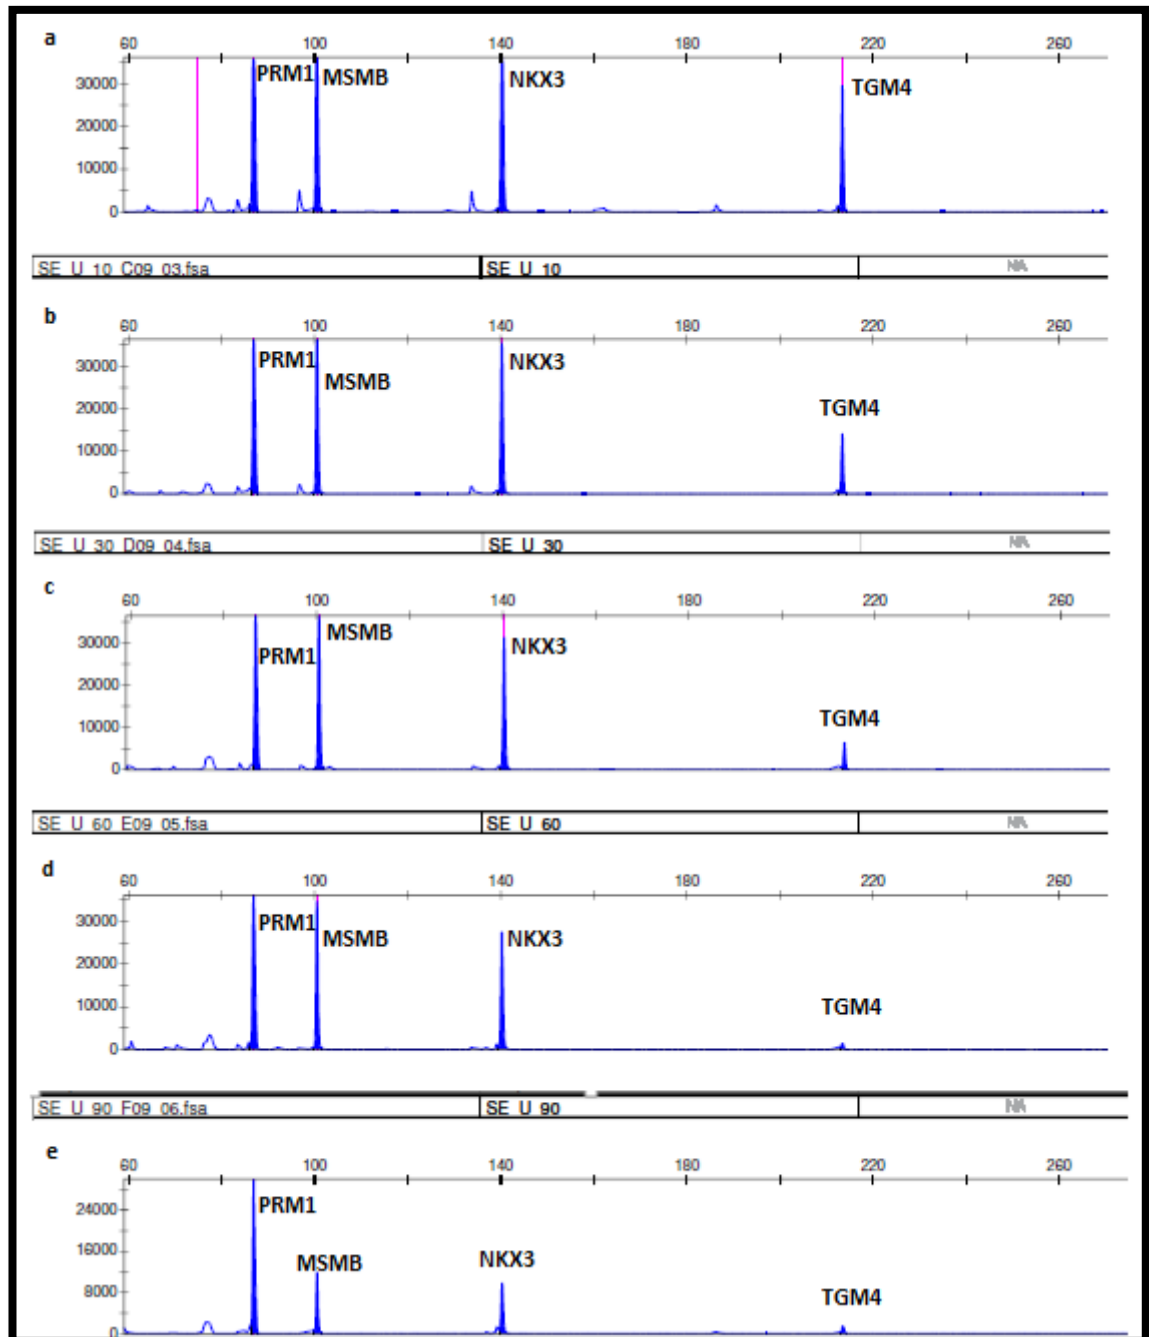 a
60 100 140 180 220 260
PRM1 MSMB NKX3 TGM4
30000
20000
10000
0
SE_U_10_C09_03.fsa SE_U_10 NA
b
60 100 140 180 220 260
PRM1 MSMB NKX3 TGM4
30000
20000
10000
0
SE_U_30_D09_04.fsa SE_U_30 NA
c
60 100 140 180 220 260
PRM1 MSMB NKX3 TGM4
30000
20000
10000
0
SE_U_60_E09_05.fsa SE_U_60 NA
d
60 100 140 180 220 260
PRM1 MSMB NKX3 TGM4
30000
20000
10000
0
SE_U_90_F09_06.fsa SE_U_90 NA
e
60 100 140 180 220 260
PRM1 MSMB NKX3 TGM4
24000
16000
8000
0